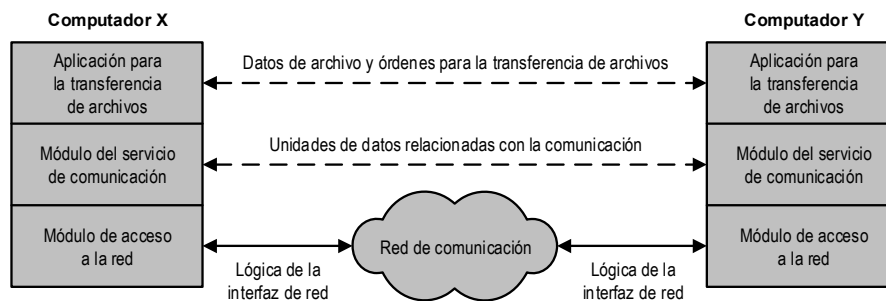 Computador X
Computador Y
Aplicación para
la transferencia
de archivos
Datos de archivo y órdenes para la transferencia de archivos
Aplicación para
la transferencia
de archivos
Módulo del servicio
de comunicación
Unidades de datos relacionadas con la comunicación
Módulo del servicio
de comunicación
Módulo de acceso
a la red
Red de comunicación
Módulo de acceso
a la red
Lógica de la
interfaz de red
Lógica de la
interfaz de red